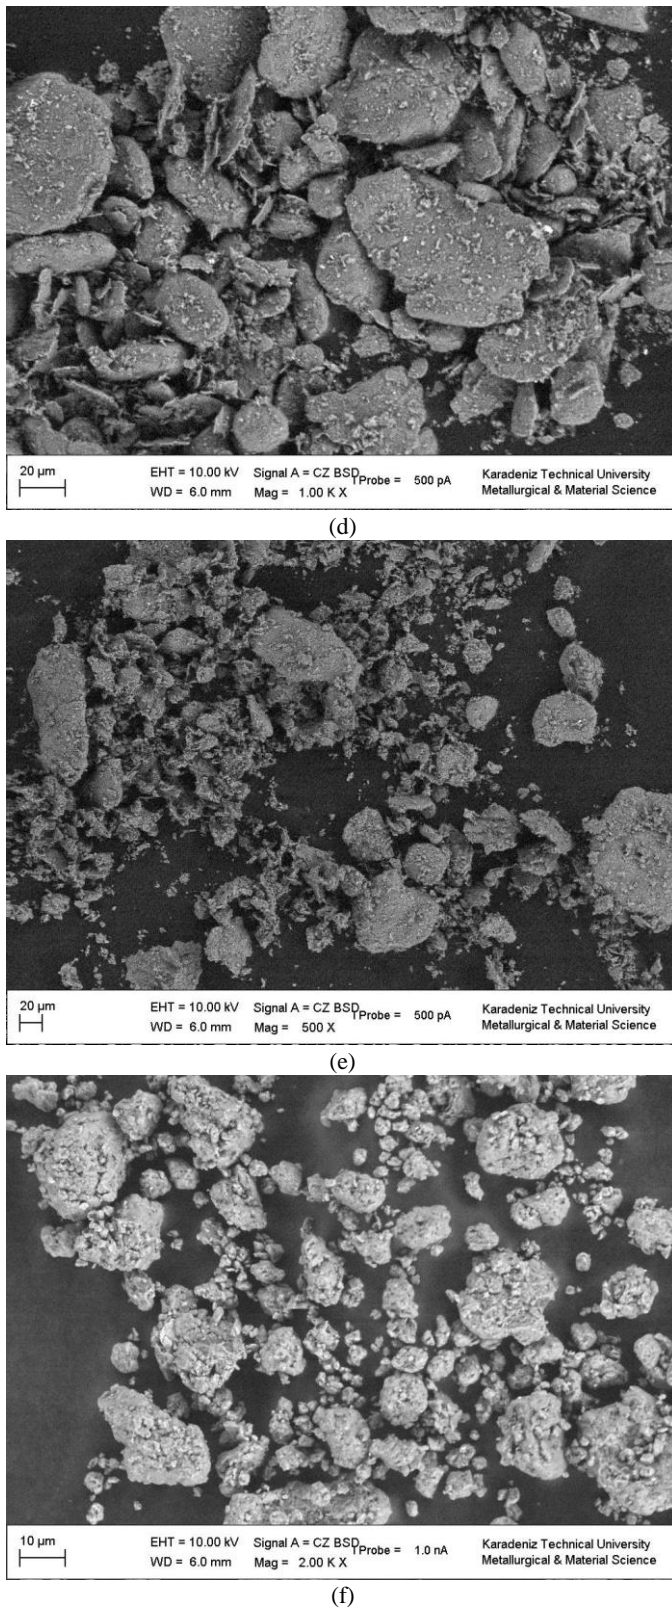 20 µm
EHT = 10.00 kV Signal A = CZ BSD IProbe = 500 pA Karadeniz Technical University
WD = 6.0 mm Mag = 1.00 K X Metallurgical & Material Science
(d)
20 µm
EHT = 10.00 kV Signal A = CZ BSD IProbe = 500 pA Karadeniz Technical University
WD = 6.0 mm Mag = 500 X Metallurgical & Material Science
(e)
10 µm
EHT = 10.00 kV Signal A = CZ BSD IProbe = 1.0 nA Karadeniz Technical University
WD = 6.0 mm Mag = 2.00 K X Metallurgical & Material Science
(f)